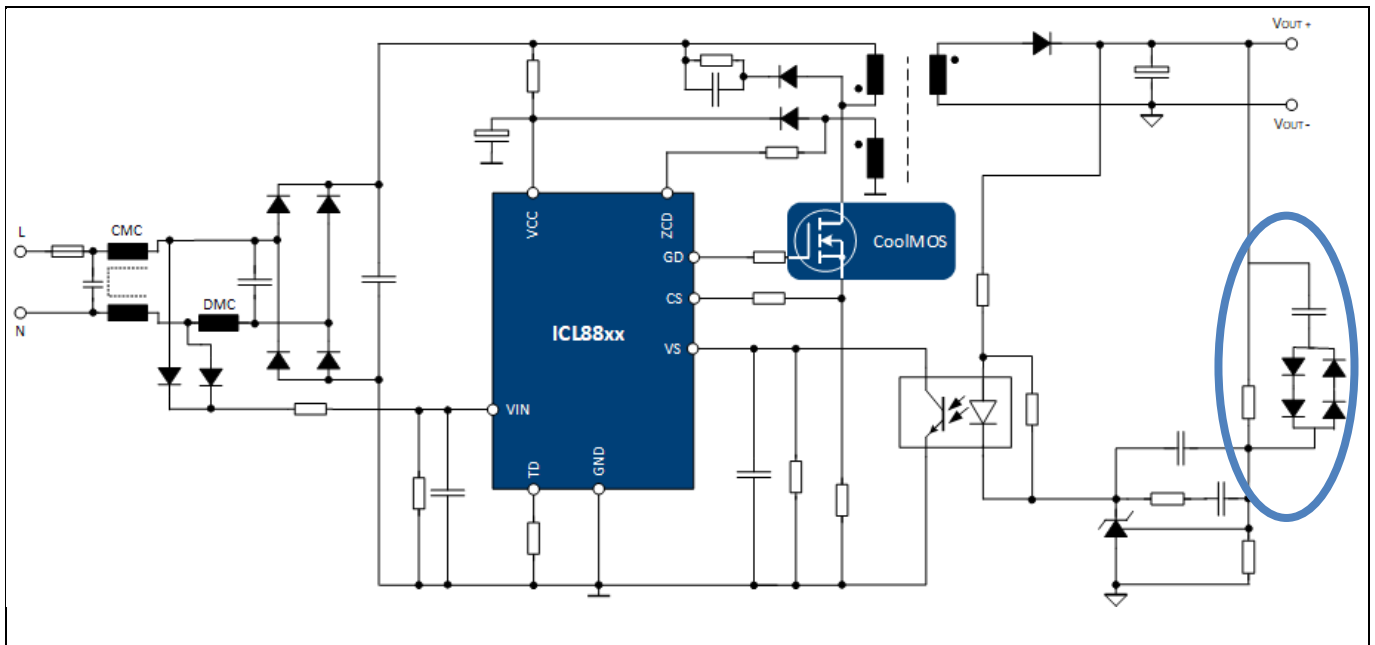 VOUT+
VOUT-
L
CMC
N
DMC
VCC
ZCD
GD
CoolMOS
CS
ICL88xx
VS
VIN
TD
GND